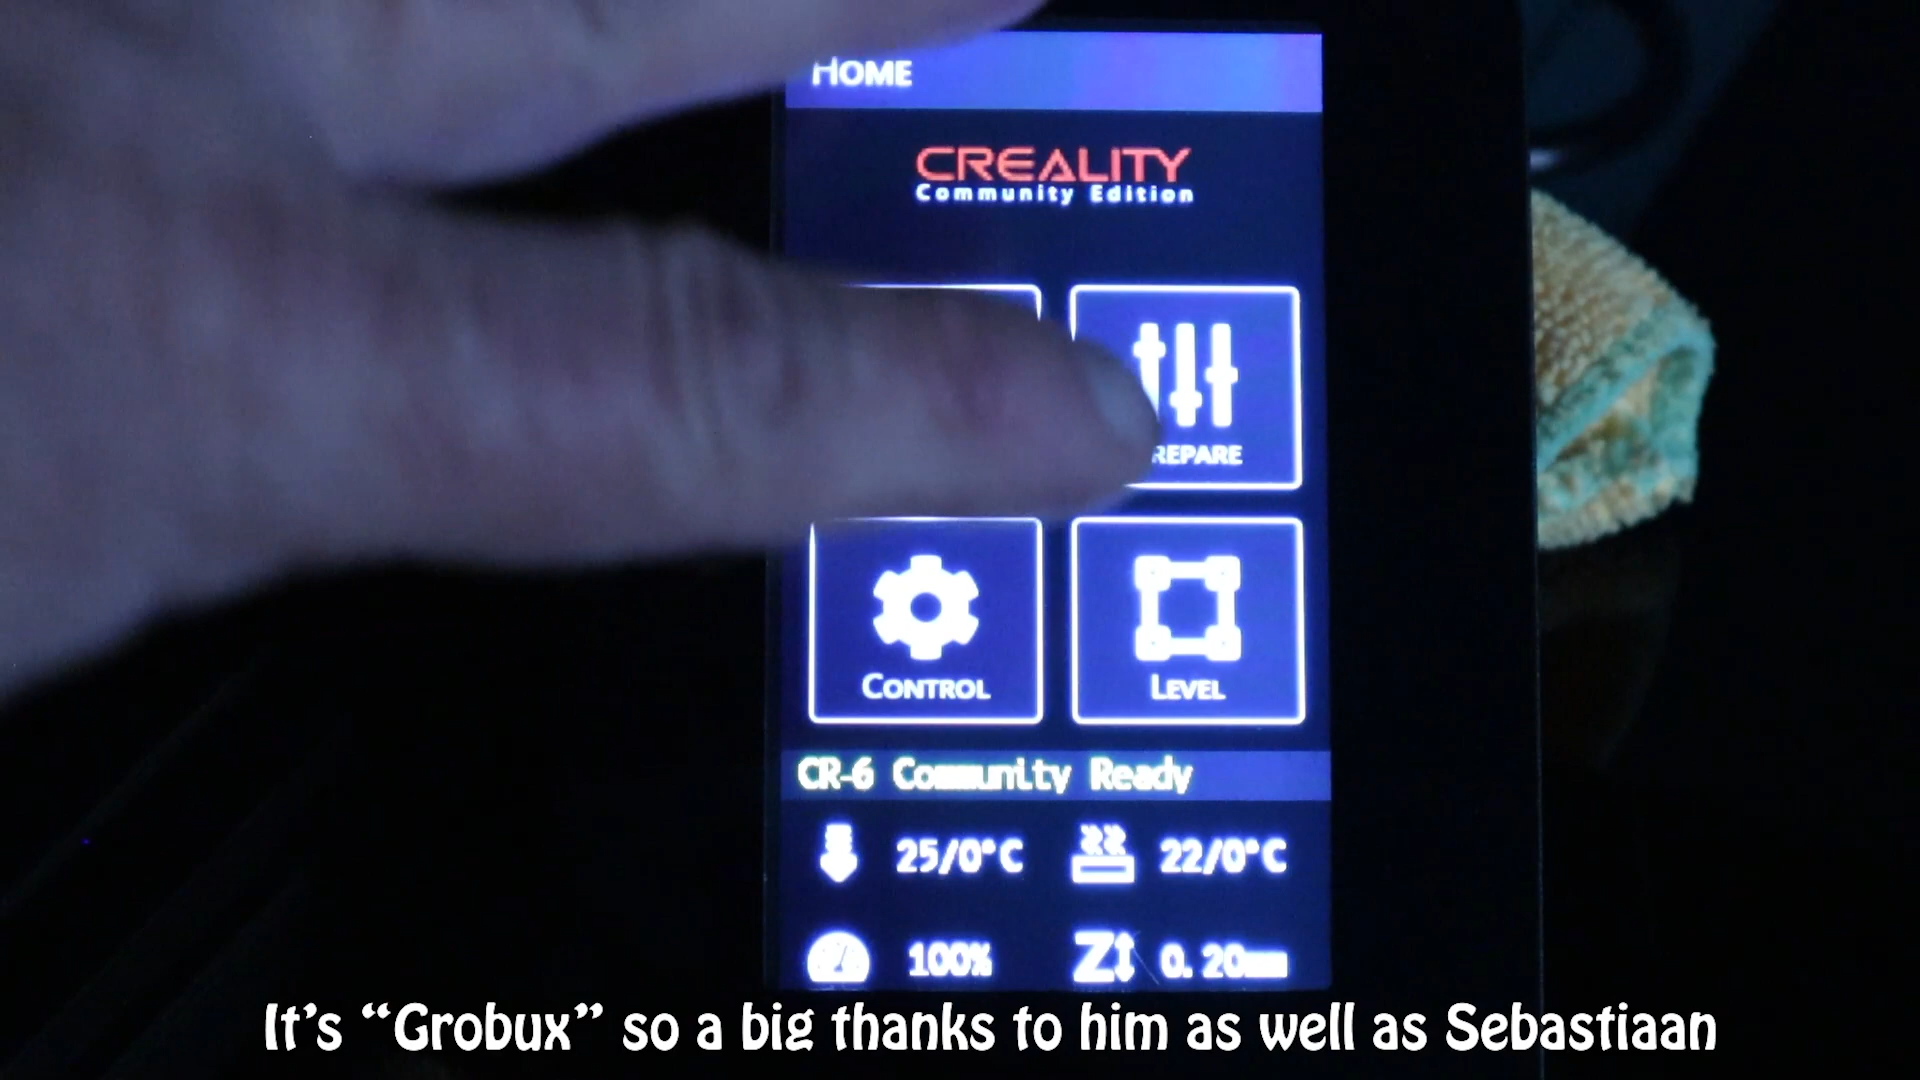 HOME
CREALITY
Community Edition
REPARE
CONTROL
LEVEL
CR-6 Community Ready
25/0°C
22/0°C
100%
Z
0.20mm
It's “Grobux” so a big thanks to him as well as Sebastiaan